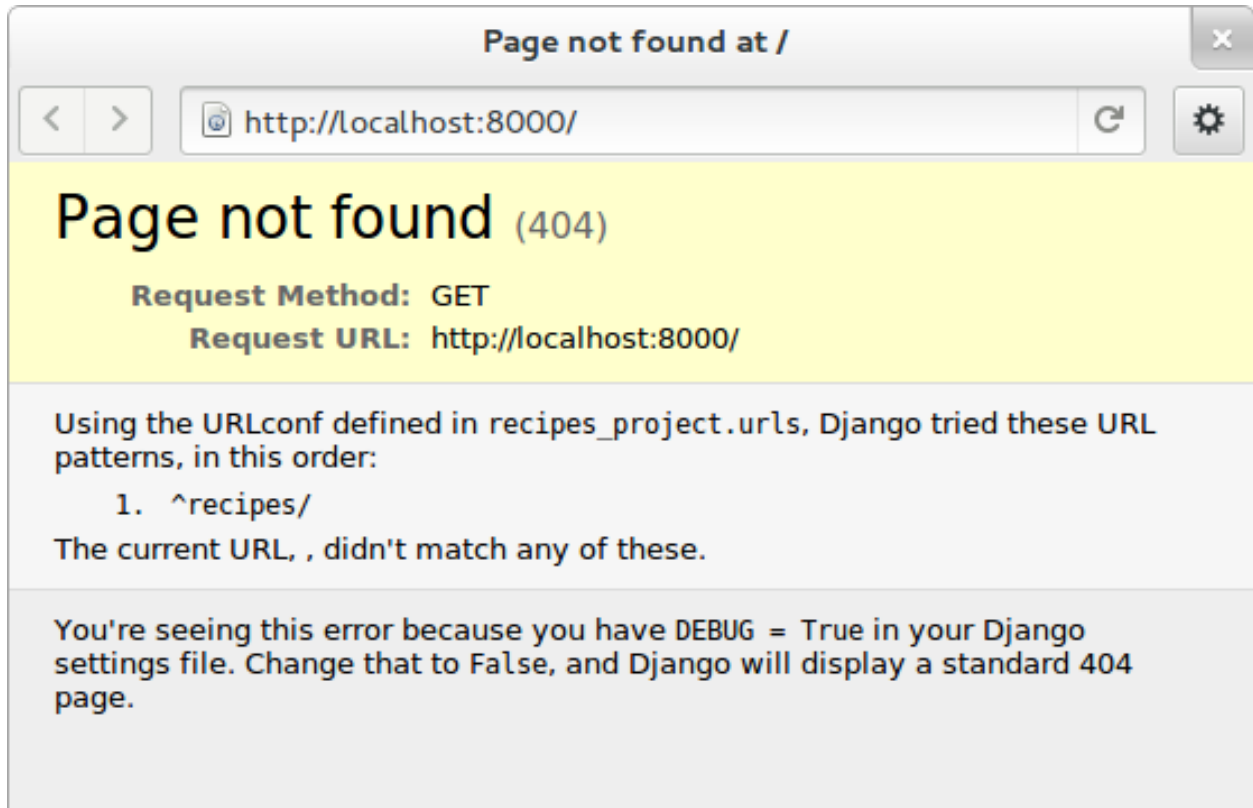 Page not found at /
http://localhost:8000/
Page not found (404)
Request Method: GET
Request URL: http://localhost:8000/
Using the URLconf defined in recipes_project.urls, Django tried these URL
patterns, in this order:
1. ^recipes/
The current URL, , didn't match any of these.
You're seeing this error because you have DEBUG = True in your Django
settings file. Change that to False, and Django will display a standard 404
page.